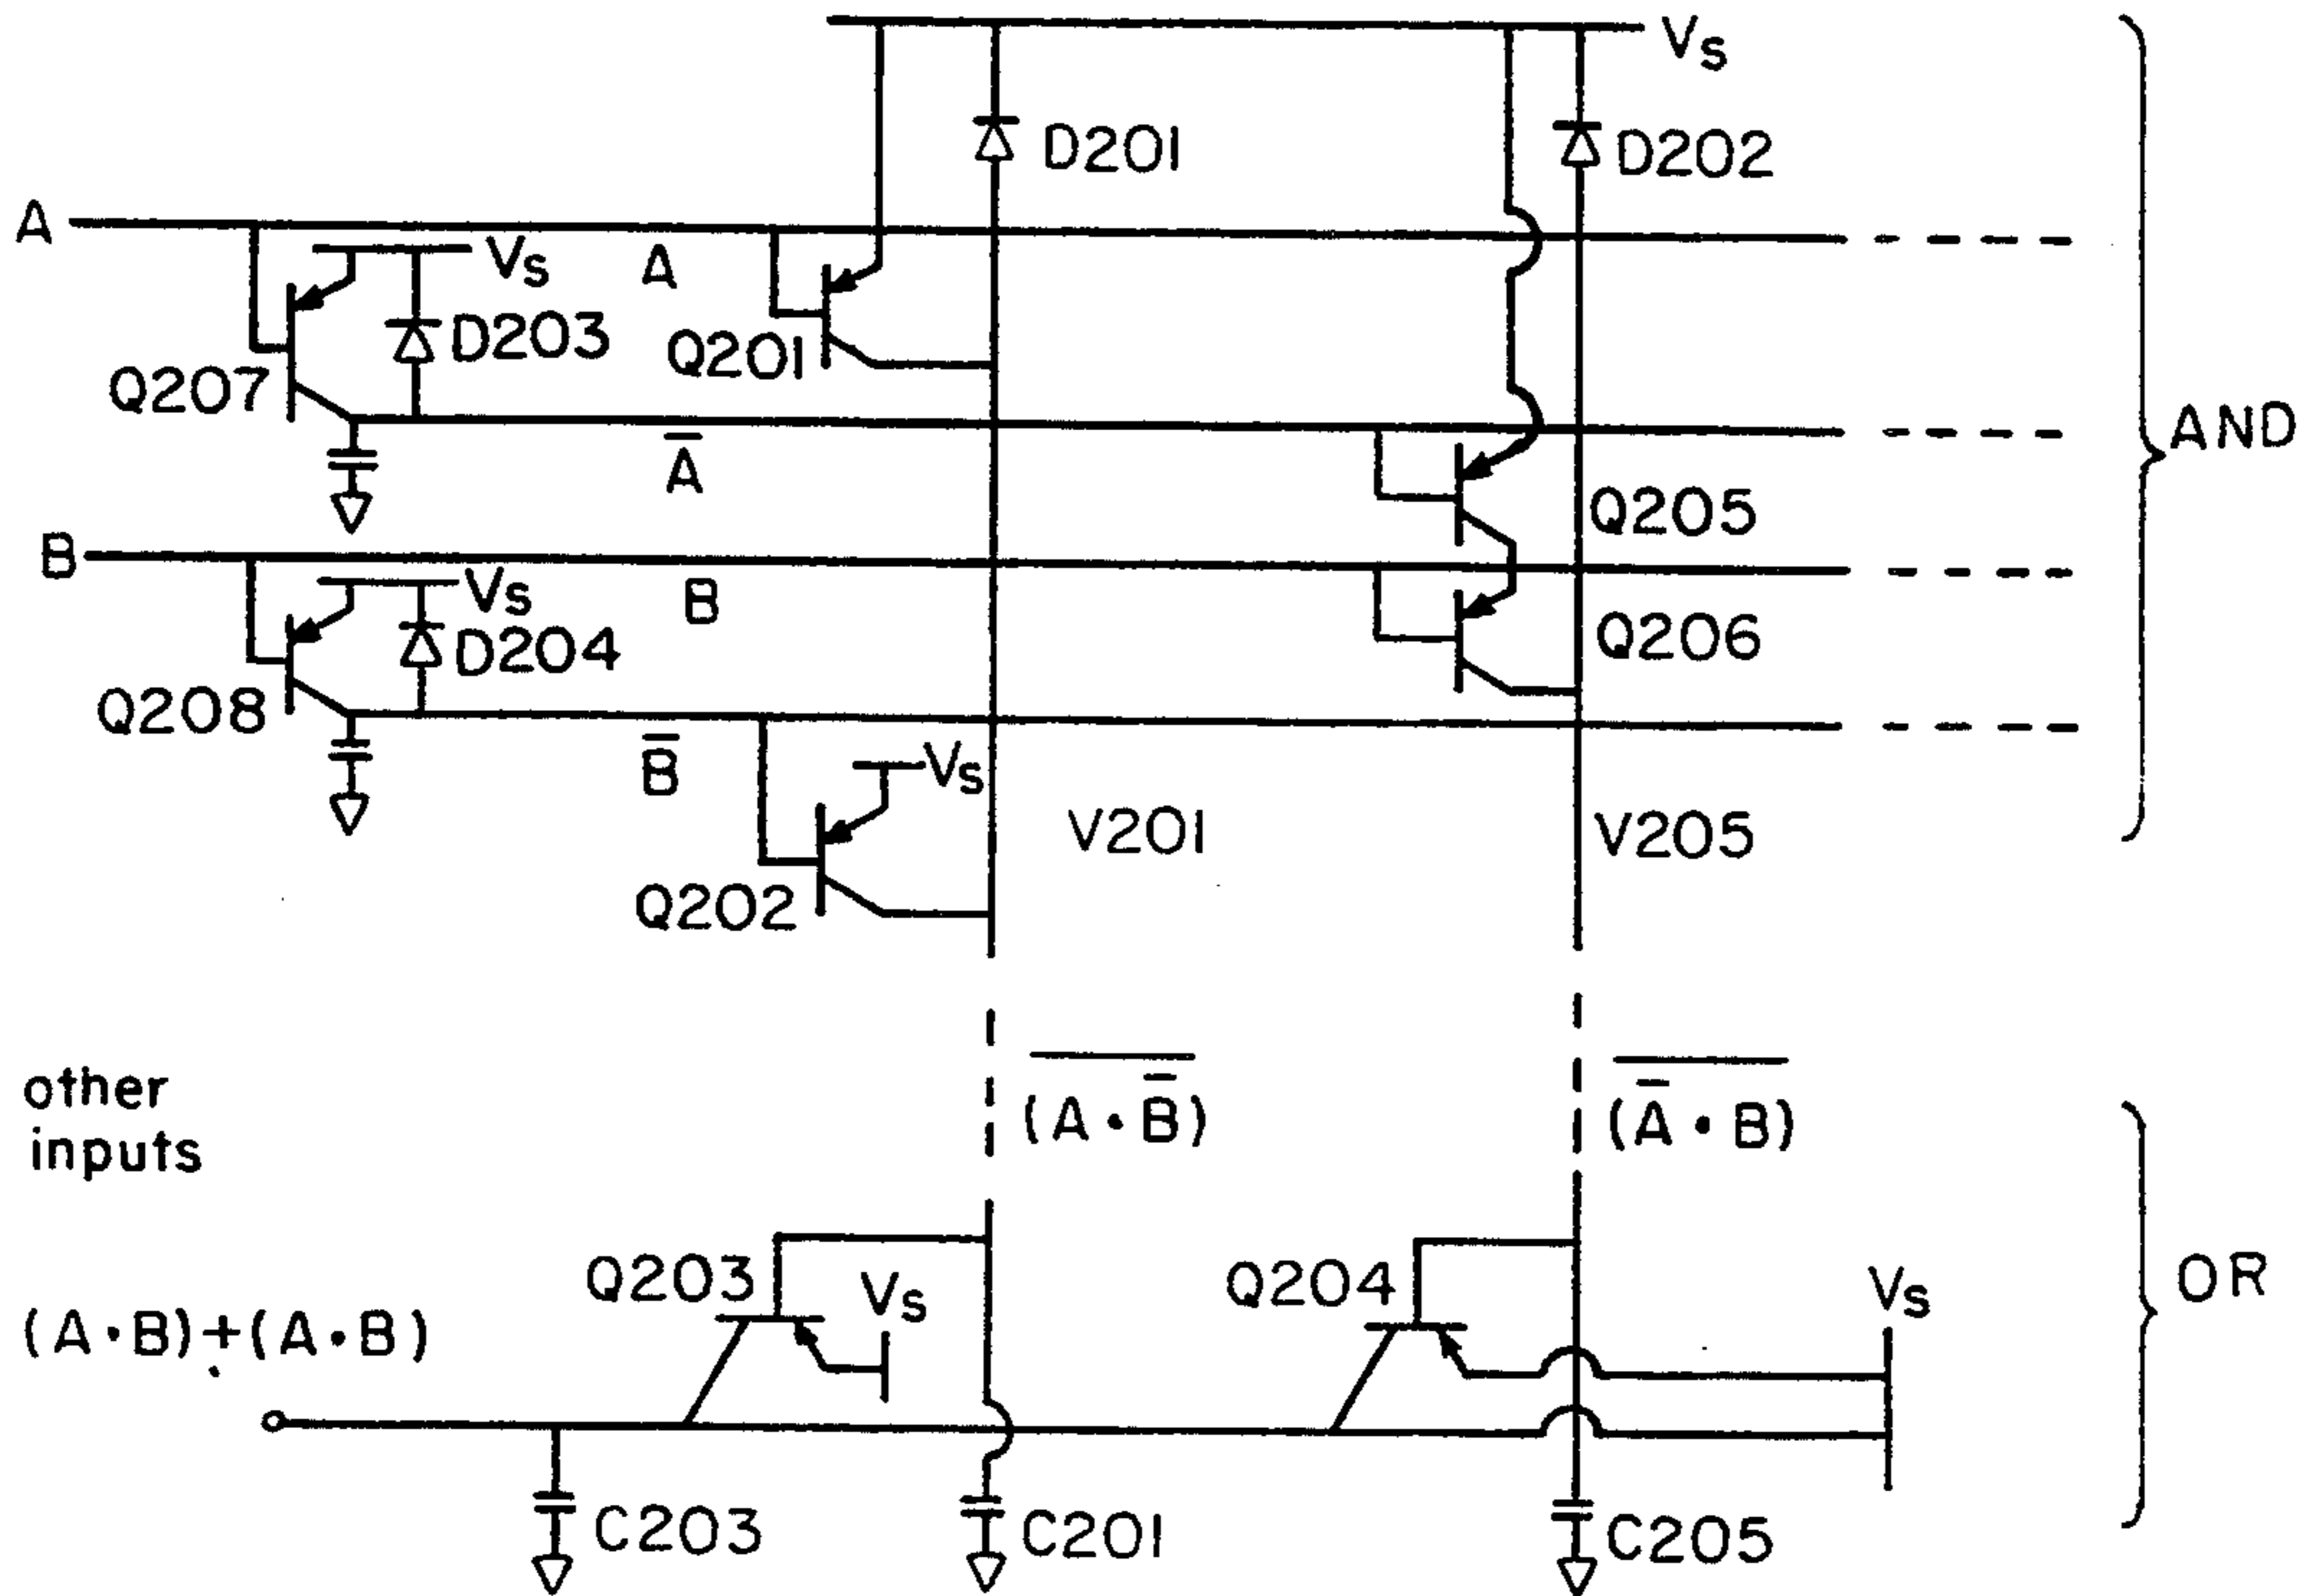 Vs
D201
D202
A
Vs
A
D203
Q201
Q207
AND
A̅
Q205
B
Vs
B
D204
Q206
Q208
B̅
Vs
V201
V205
Q202
other
inputs
(A • B̅)̅
(A̅ • B)̅
Q203
Vs
Q204
Vs
OR
(A • B) + (A • B)
C203
C201
C205